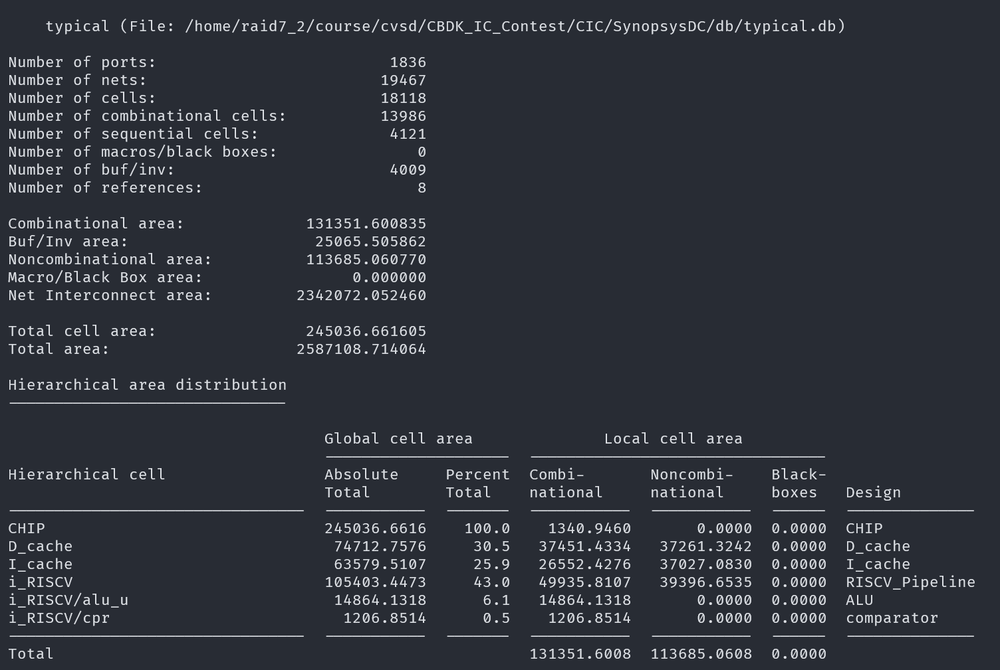 typical (File: /home/raid7_2/course/cvsd/CBDK_IC_Contest/CIC/SynopsysDC/db/typical.db)
Number of ports: 1836
Number of nets: 19467
Number of cells: 18118
Number of combinational cells: 13986
Number of sequential cells: 4121
Number of macros/black boxes: 0
Number of buf/inv: 4009
Number of references: 8
Combinational area: 131351.600835
Buf/Inv area: 25065.505862
Noncombinational area: 113685.060770
Macro/Black Box area: 0.000000
Net Interconnect area: 2342072.052460
Total cell area: 245036.661605
Total area: 2587108.714064
Hierarchical area distribution
Global cell area Local cell area
Hierarchical cell Absolute Percent Combi- Noncombi- Black-
Total Total national national boxes Design
CHIP 245036.6616 100.0 1340.9460 0.0000 0.0000 CHIP
D_cache 74712.7576 30.5 37451.4334 37261.3242 0.0000 D_cache
I_cache 63579.5107 25.9 26552.4276 37027.0830 0.0000 I_cache
i_RISCV 105403.4473 43.0 49935.8107 39396.6535 0.0000 RISCV_Pipeline
i_RISCV/alu_u 14864.1318 6.1 14864.1318 0.0000 0.0000 ALU
i_RISCV/cpr 1206.8514 0.5 1206.8514 0.0000 0.0000 comparator
Total 131351.6008 113685.0608 0.0000